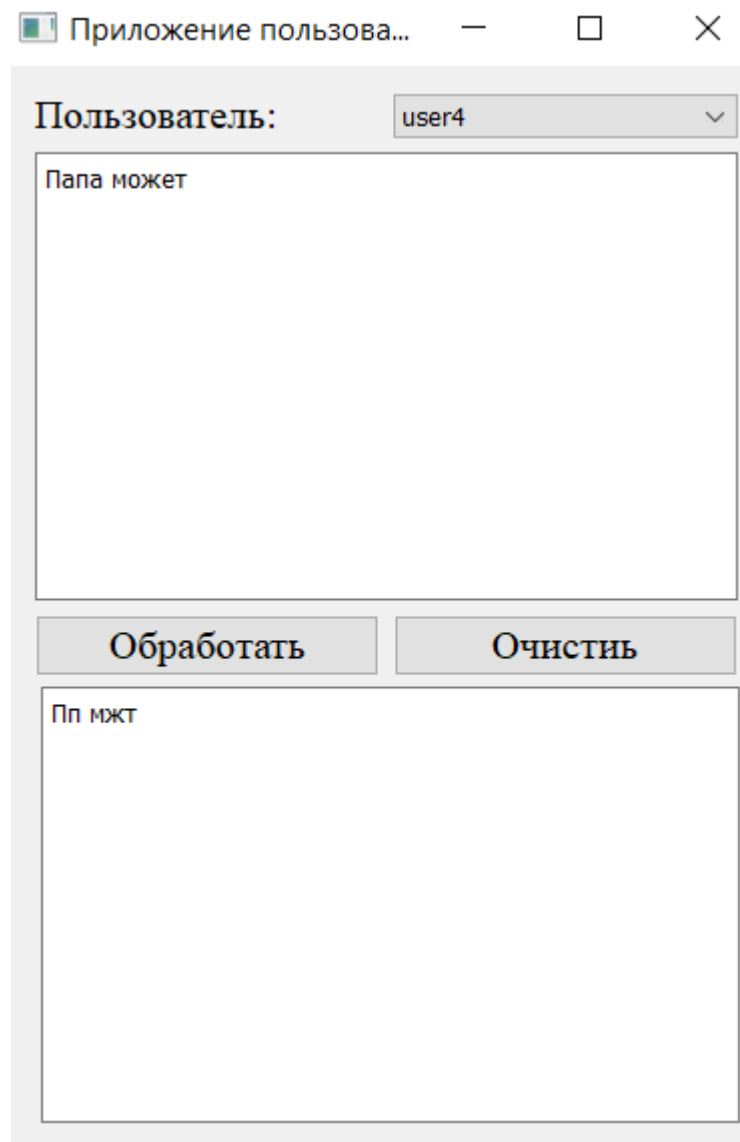 Приложение пользова...
Пользователь: user4
Папа может
Обработать Очистиь
Пп мжт